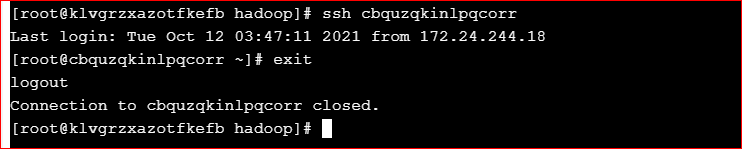 [root@klvgrzxazotfkefb hadoop]# ssh cbquzqkinlpqcorr
Last login: Tue Oct 12 03:47:11 2021 from 172.24.244.18
[root@cbquzqkinlpqcorr ~]# exit
logout
Connection to cbquzqkinlpqcorr closed.
[root@klvgrzxazotfkefb hadoop]#